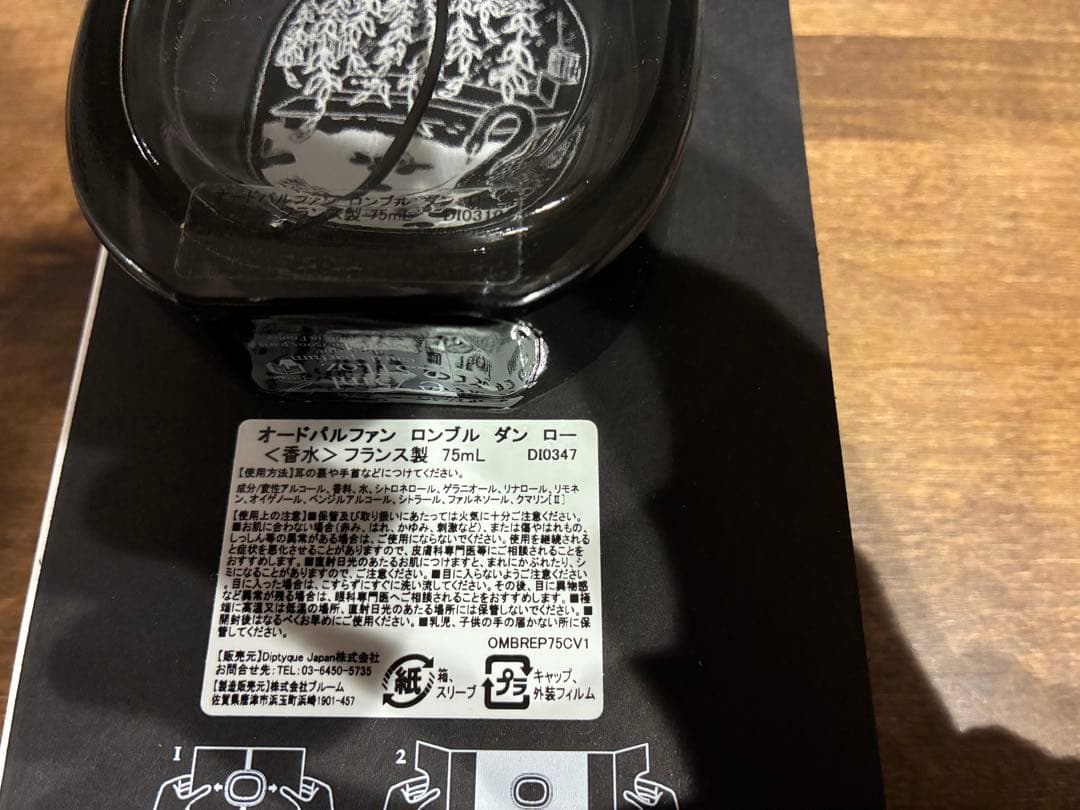 オードパルファン ロンブル ダン
フランス製 75mL DI0310
オードパルファン ロンブル ダン ロー
＜香水＞フランス製 75mL DI0347
【使用方法】耳の裏や手首などにつけてください。
成分/変性アルコール、香料、水、シトロネロール、ゲラニオール、リナロール、リモネ
ン、オイゲノール、ベンジルアルコール、シトラール、ファルネソール、クマリン[Ⅱ]
【使用上の注意】■保管及び取り扱いにあたっては火気に十分ご注意ください。
■お肌に合わない場合(赤み、はれ、かゆみ、刺激など)、または傷やはれもの、
しっしん等の異常がある場合は、ご使用にならないでください。使用を継続される
と症状を悪化させることがありますので、皮膚科専門医等にご相談されることを
おすすめします。■直射日光のあたるお肌につけますと、まれにかぶれたり、シ
ミになることがありますので、ご注意ください。■目に入らないようご注意ください
。目に入った場合は、こすらずにすぐに洗い流してください。その後、目に異物感
など異常が残る場合は、眼科専門医へご相談されることをおすすめします。■極
端に高温又は低温の場所、直射日光のあたる場所には保管しないでください。■
開封後はなるべくお早めにご使用ください。■乳児、子供の手の届かない所に保
管してください。
OMBREP75CV1
【販売元】Diptyque Japan株式会社
お問合せ先：TEL：03-6450-5735
【製造販売元】株式会社ブルーム
佐賀県唐津市浜玉町浜崎1901-457
紙 箱、
スリーブ
プラ キャップ、
外装フィルム
1 2